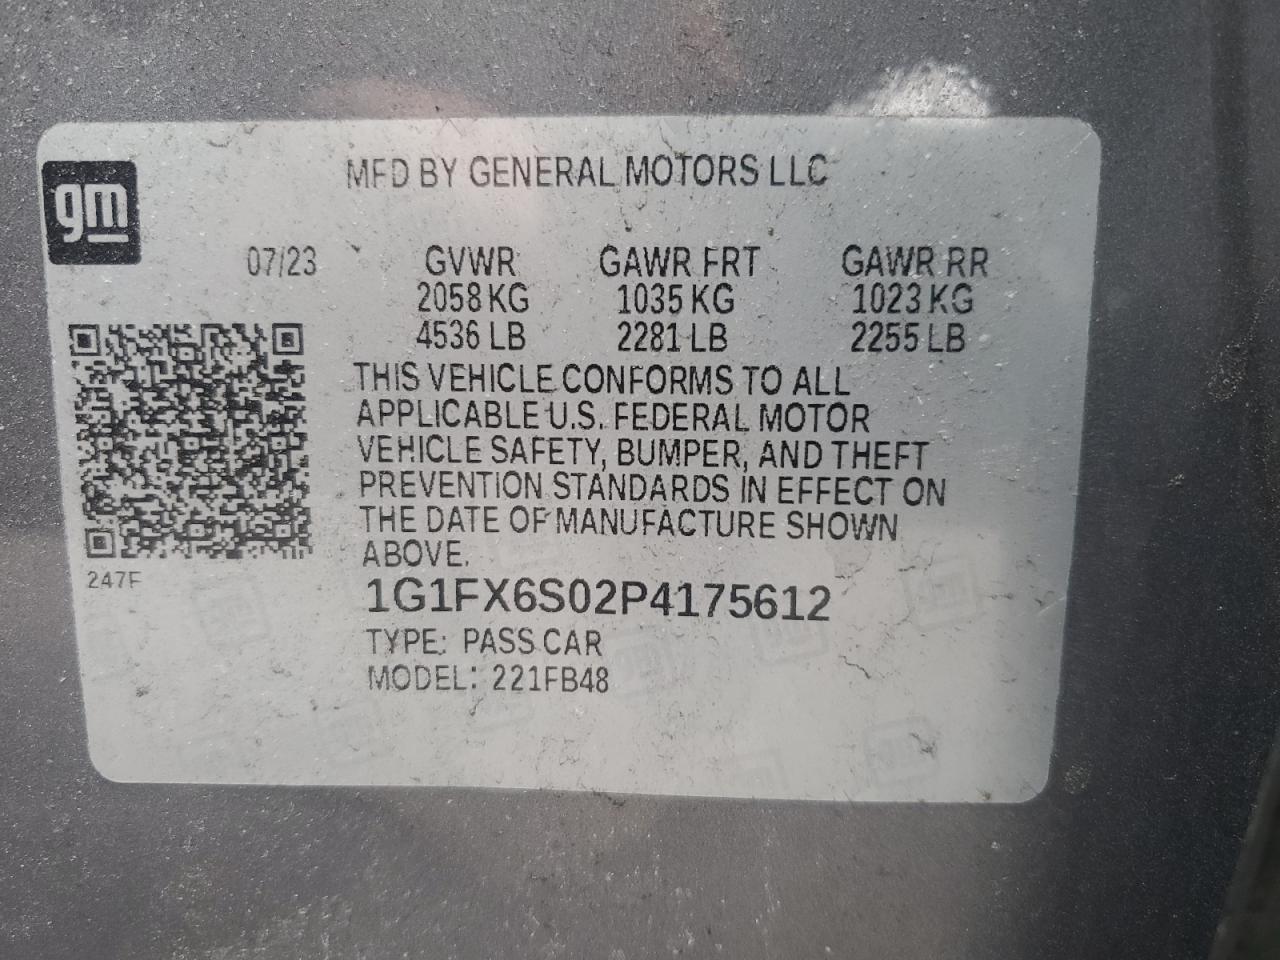 gm
MFD BY GENERAL MOTORS LLC
07/23 GVWR GAWR FRT GAWR RR
2058 KG 1035 KG 1023 KG
4536 LB 2281 LB 2255 LB
THIS VEHICLE CONFORMS TO ALL
APPLICABLE U.S. FEDERAL MOTOR
VEHICLE SAFETY, BUMPER, AND THEFT
PREVENTION STANDARDS IN EFFECT ON
THE DATE OF MANUFACTURE SHOWN
ABOVE.
247F
1G1FX6S02P4175612
TYPE: PASS CAR
MODEL: 221FB48